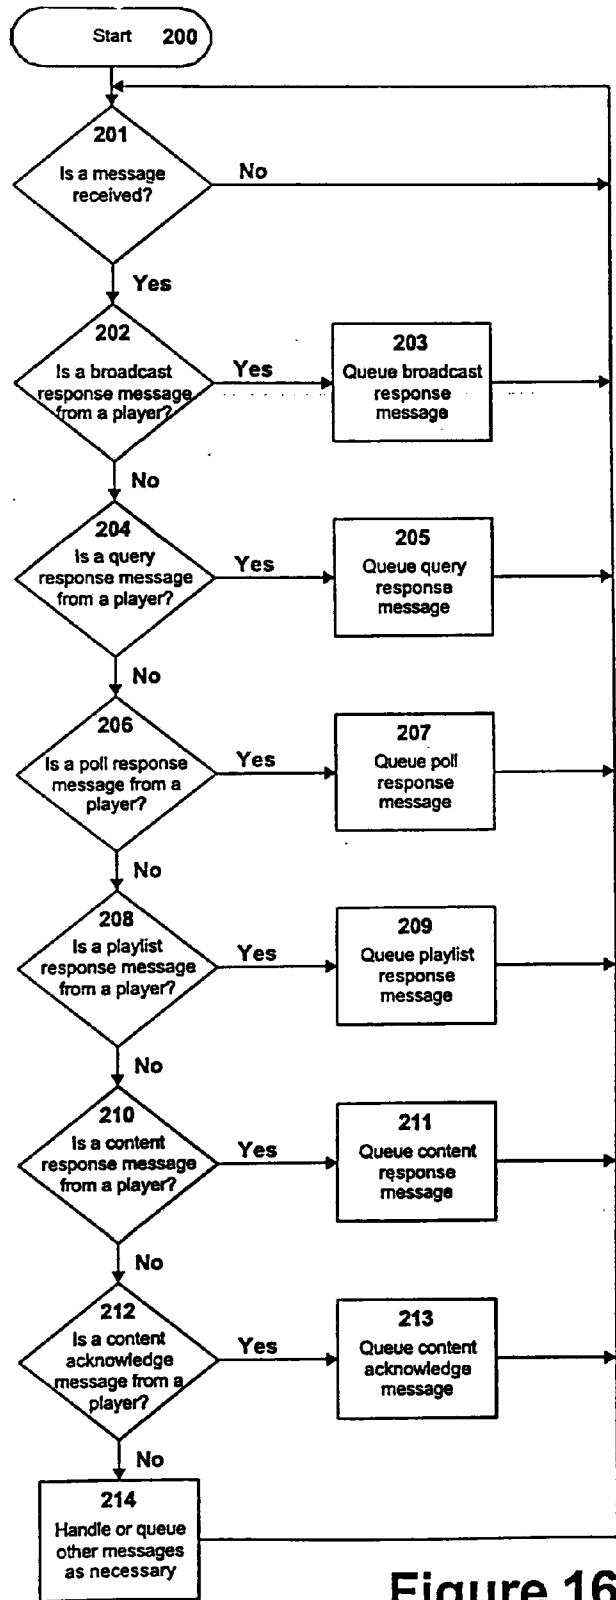 Start 200
201
Is a message
received?
No
Yes
202
Is a broadcast
response message
from a player?
Yes
203
Queue broadcast
response
message
No
204
Is a query
response message
from a player?
Yes
205
Queue query
response
message
No
206
Is a poll response
message from a
player?
Yes
207
Queue poll
response
message
No
208
Is a playlist
response message
from a player?
Yes
209
Queue playlist
response
message
No
210
Is a content
response message
from a player?
Yes
211
Queue content
response
message
No
212
Is a content
acknowledge
message from a
player?
Yes
213
Queue content
acknowledge
message
No
214
Handle or queue
other messages
as necessary
Figure 16